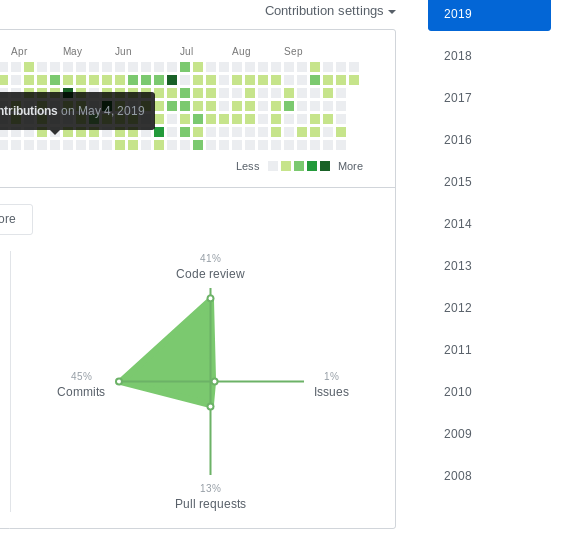 Contribution settings
Apr May Jun Jul Aug Sep
ntributions on May 4, 2019
Less More
ore
41%
Code review
45%
Commits
1%
Issues
13%
Pull requests
2019
2018
2017
2016
2015
2014
2013
2012
2011
2010
2009
2008